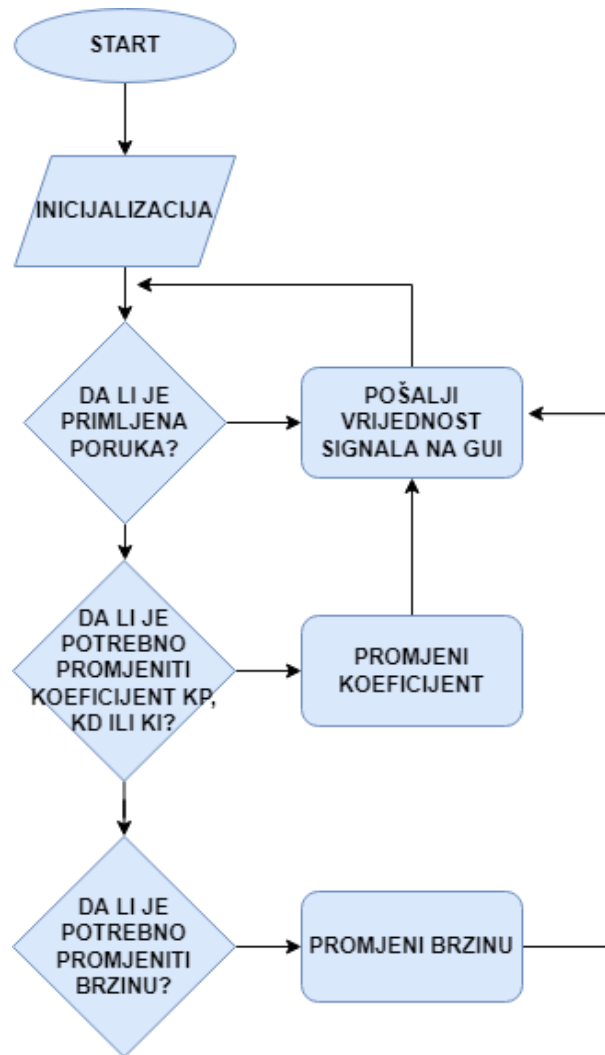 START
INICIJALIZACIJA
DA LI JE
PRIMLJENA
PORUKA?
POŠALJI
VRIJEDNOST
SIGNALA NA GUI
DA LI JE
POTREBNO
PROMJENITI
KOEFICIJENT KP,
KD ILI KI?
PROMJENI
KOEFICIJENT
DA LI JE
POTREBNO
PROMJENITI
BRZINU?
PROMJENI BRZINU